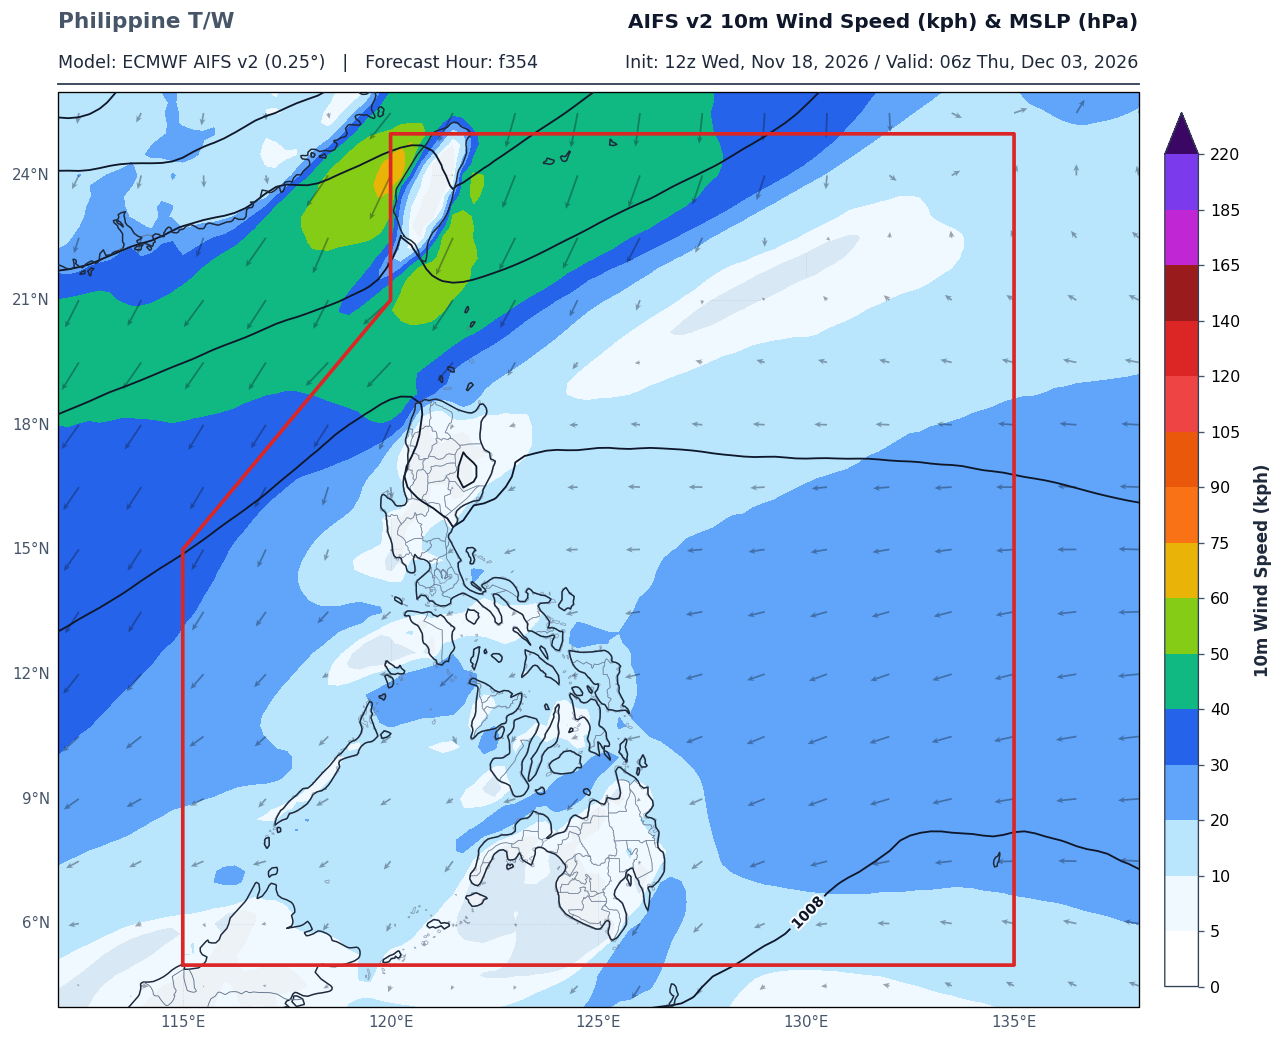 Philippine T/W
AIFS v2 10m Wind Speed (kph) & MSLP (hPa)
Model: ECMWF AIFS v2 (0.25°) | Forecast Hour: f354
Init: 12z Wed, Nov 18, 2026 / Valid: 06z Thu, Dec 03, 2026
24°N
21°N
18°N
15°N
12°N
9°N
6°N
115°E
120°E
125°E
130°E
135°E
1008
220
185
165
140
120
105
90
75
60
50
40
30
20
10
5
0
10m Wind Speed (kph)